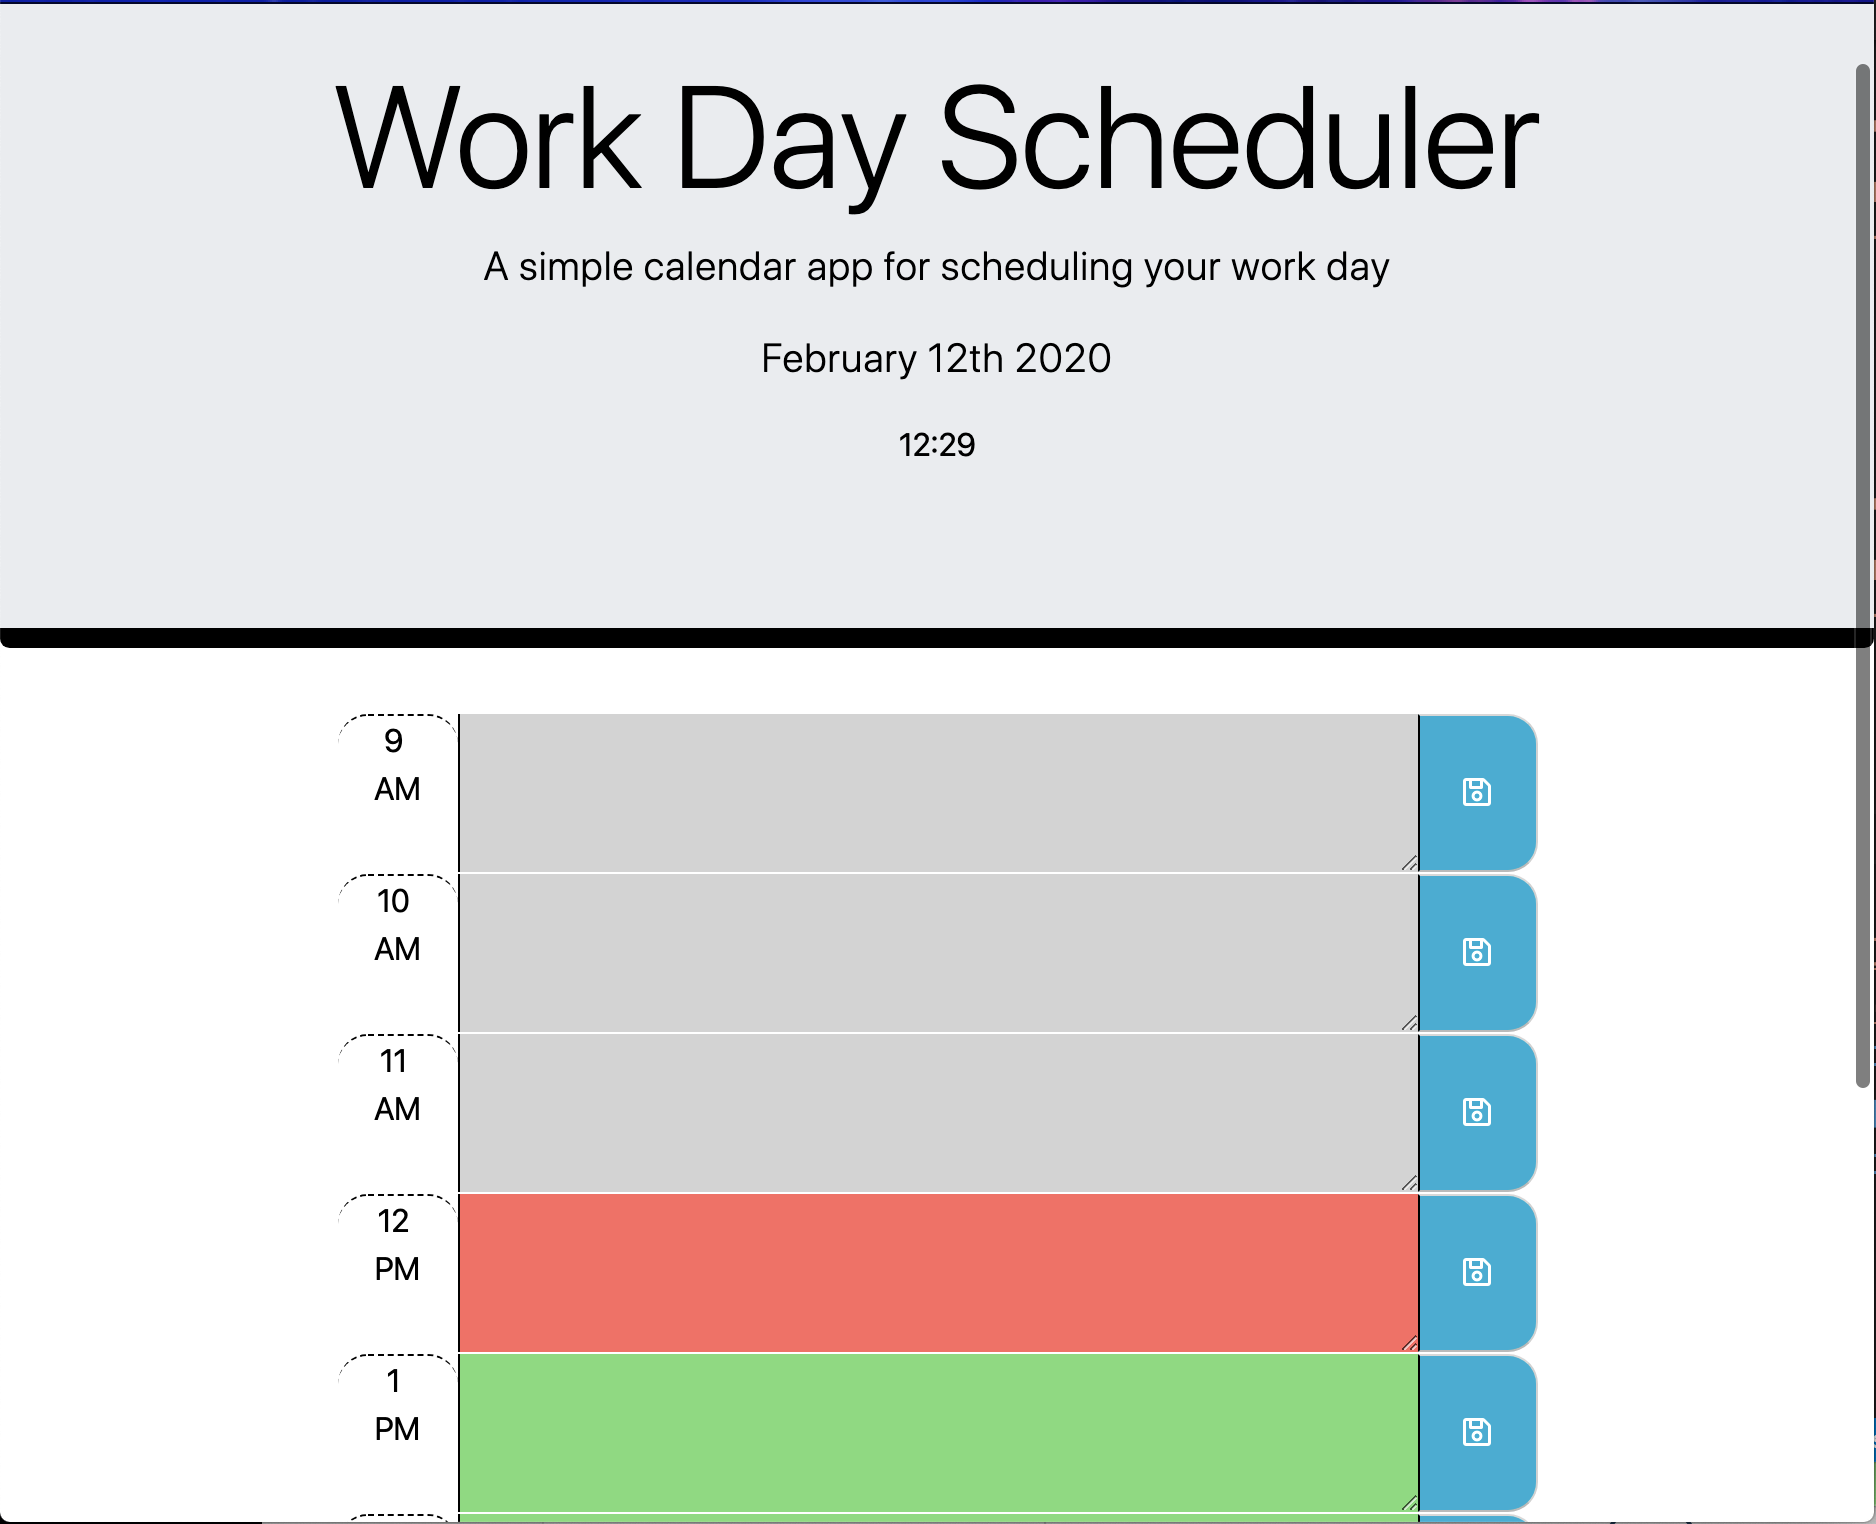 Work Day Scheduler
A simple calendar app for scheduling your work day
February 12th 2020
12:29
9
AM
10
AM
11
AM
12
PM
1
PM